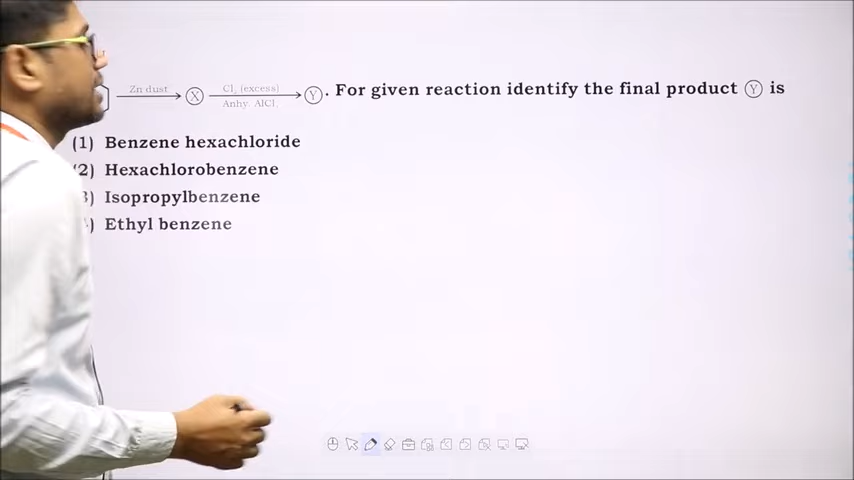 Zn dust X Cl₂ (excess) Anhy. AlCl₃ Y . For given reaction identify the final product Y is
(1) Benzene hexachloride
2) Hexachlorobenzene
3) Isopropylbenzene
) Ethyl benzene